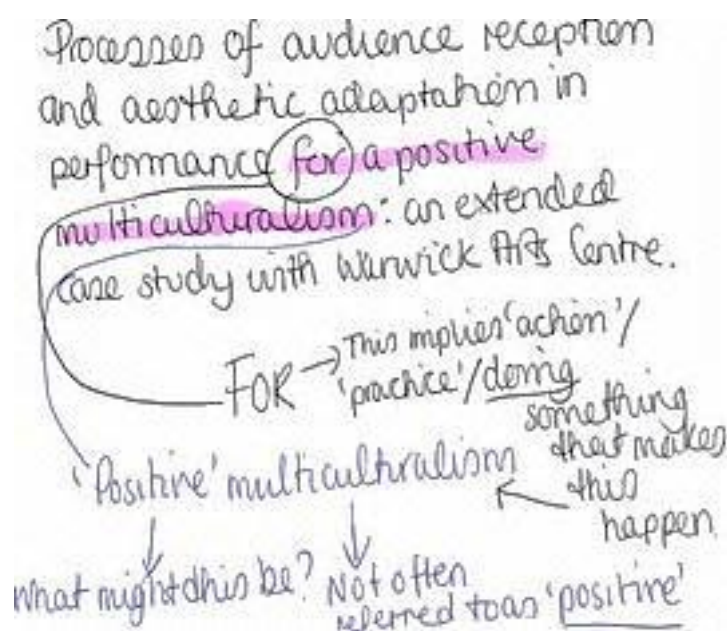 Processes of audience reception
and aesthetic adaptation in
performance for a positive
multiculturalism: an extended
case study with Warwick Arts Centre.
FOR → This implies 'action'/
'practice'/doing
something
that makes
this
happen
'Positive' multiculturalism
What might this be?
Not often
referred to as 'positive'